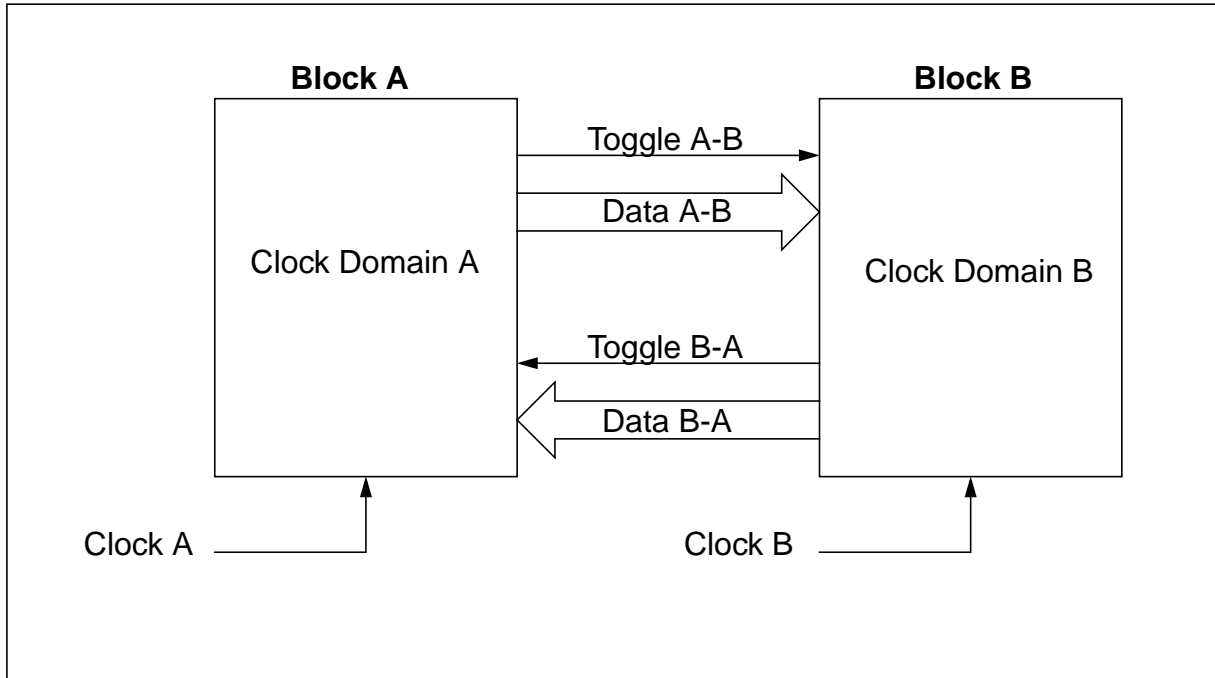 Block A
Block B
Toggle A-B
Data A-B
Clock Domain A
Clock Domain B
Toggle B-A
Data B-A
Clock A
Clock B